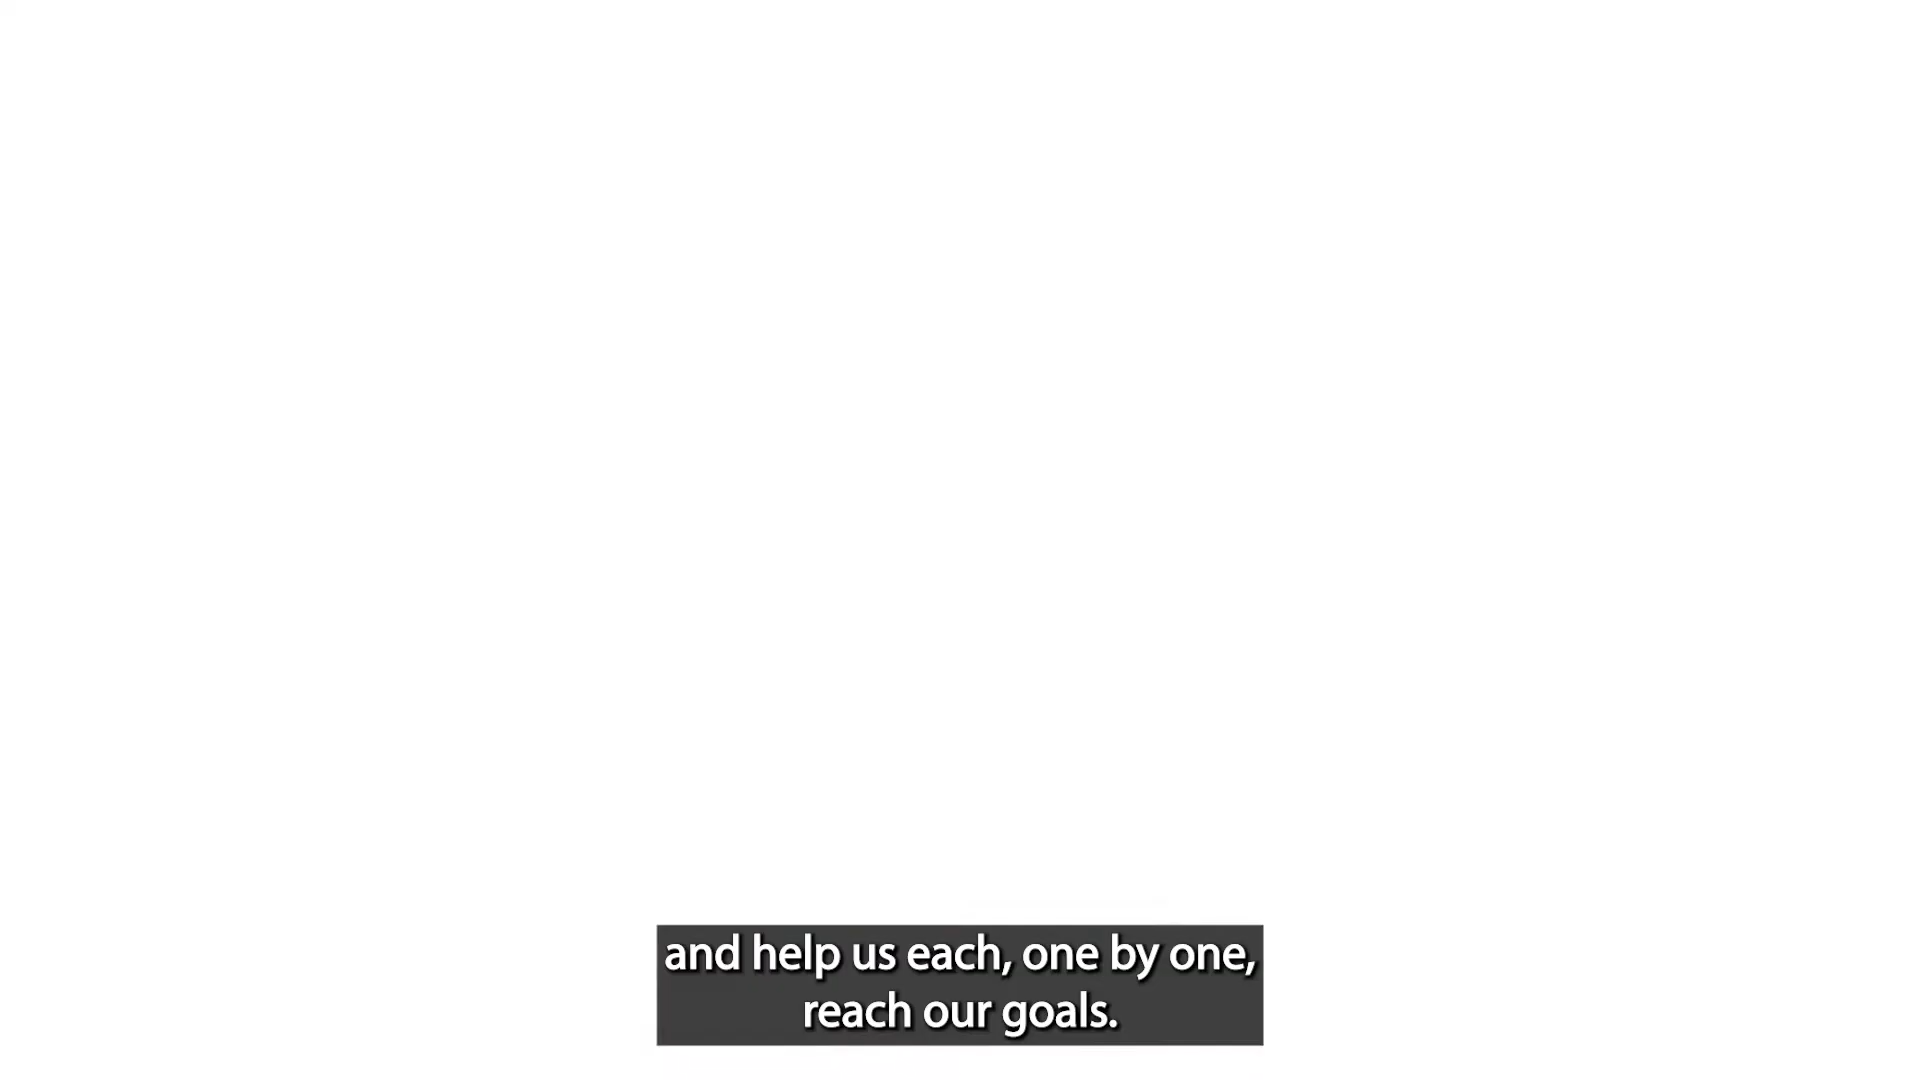 and help us each, one by one,
reach our goals.